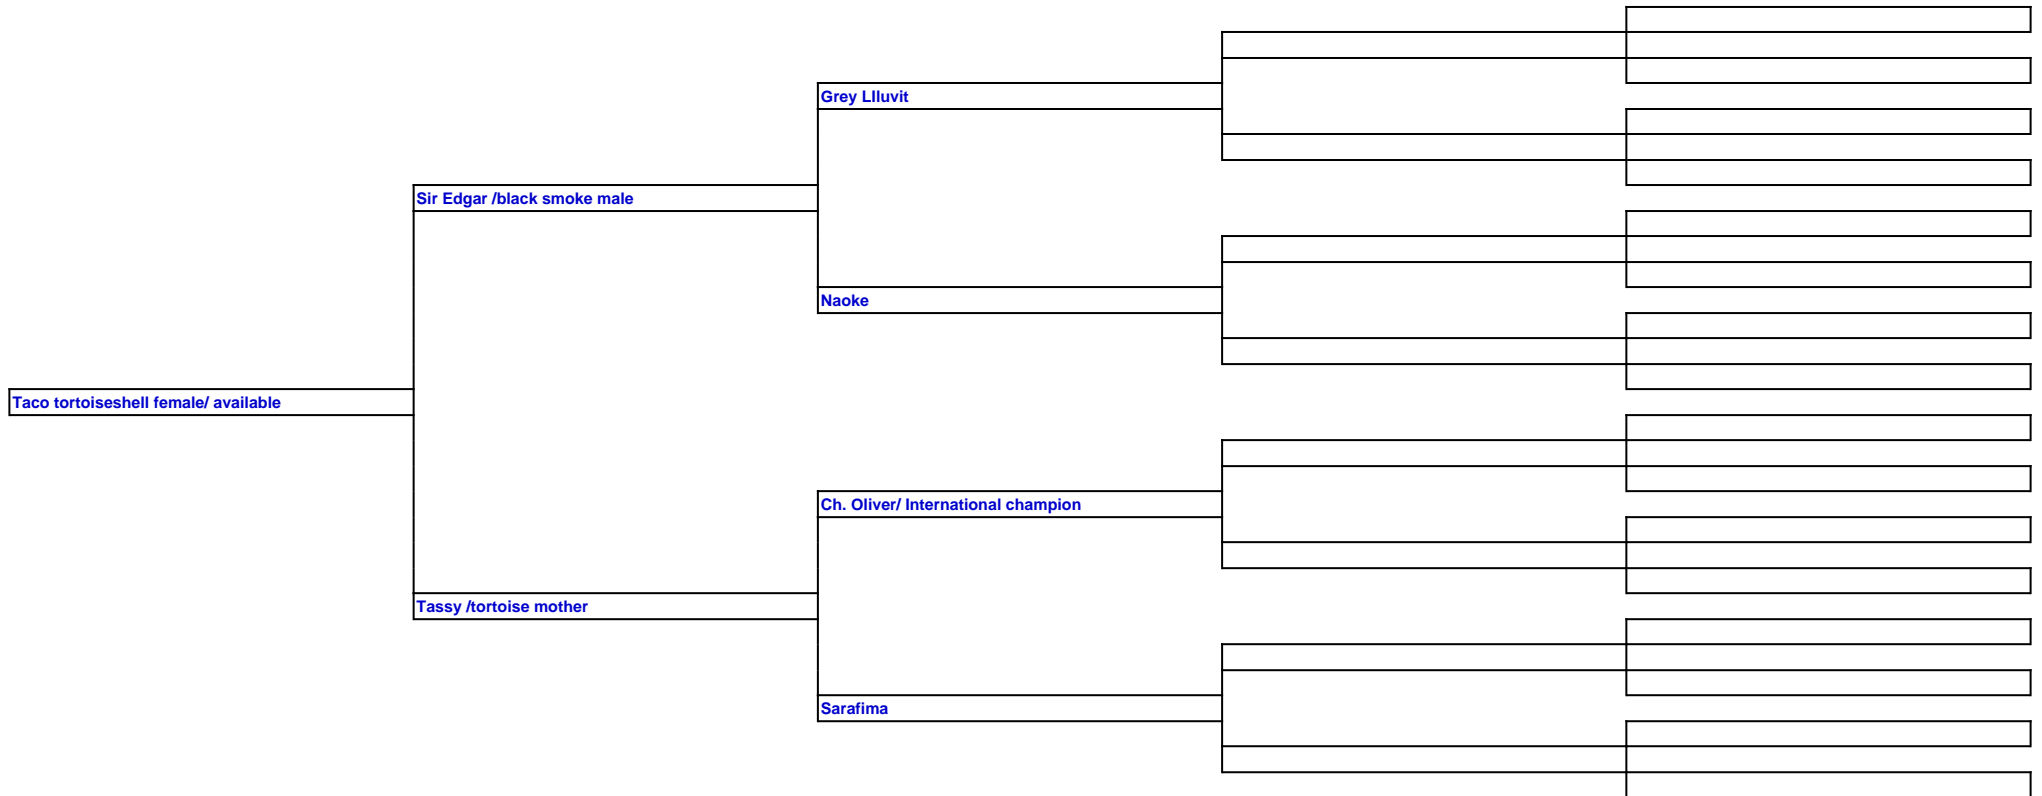 Grey LIluvit
Sir Edgar /black smoke male
Naoke
Taco tortoiseshell female/ available
Ch. Oliver/ International champion
Tassy /tortoise mother
Sarafima